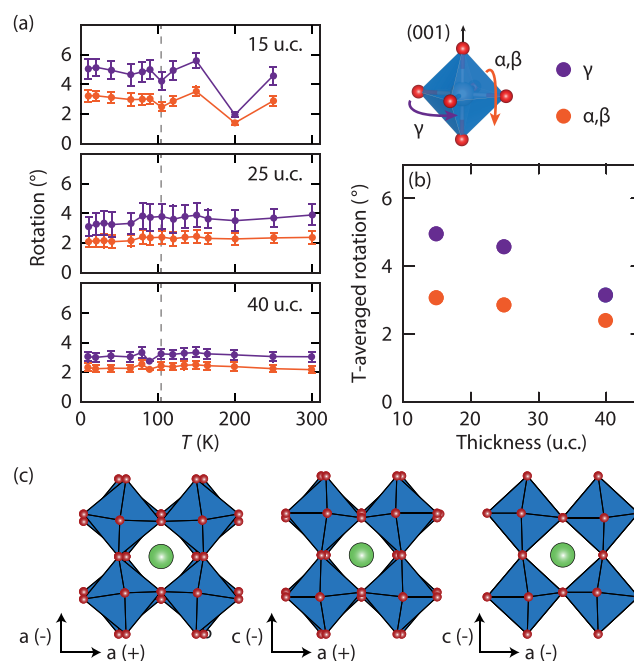 (a)
15 u.c.
25 u.c.
40 u.c.
6
4
2
0
6
4
2
0
6
4
2
0
Rotation (°)
0
100
200
300
T (K)
(001)
α,β
γ
γ
α,β
(b)
6
4
2
0
T-averaged rotation (°)
10
20
30
40
Thickness (u.c.)
(c)
a (-)
a (+)
c (-)
a (+)
c (-)
a (-)